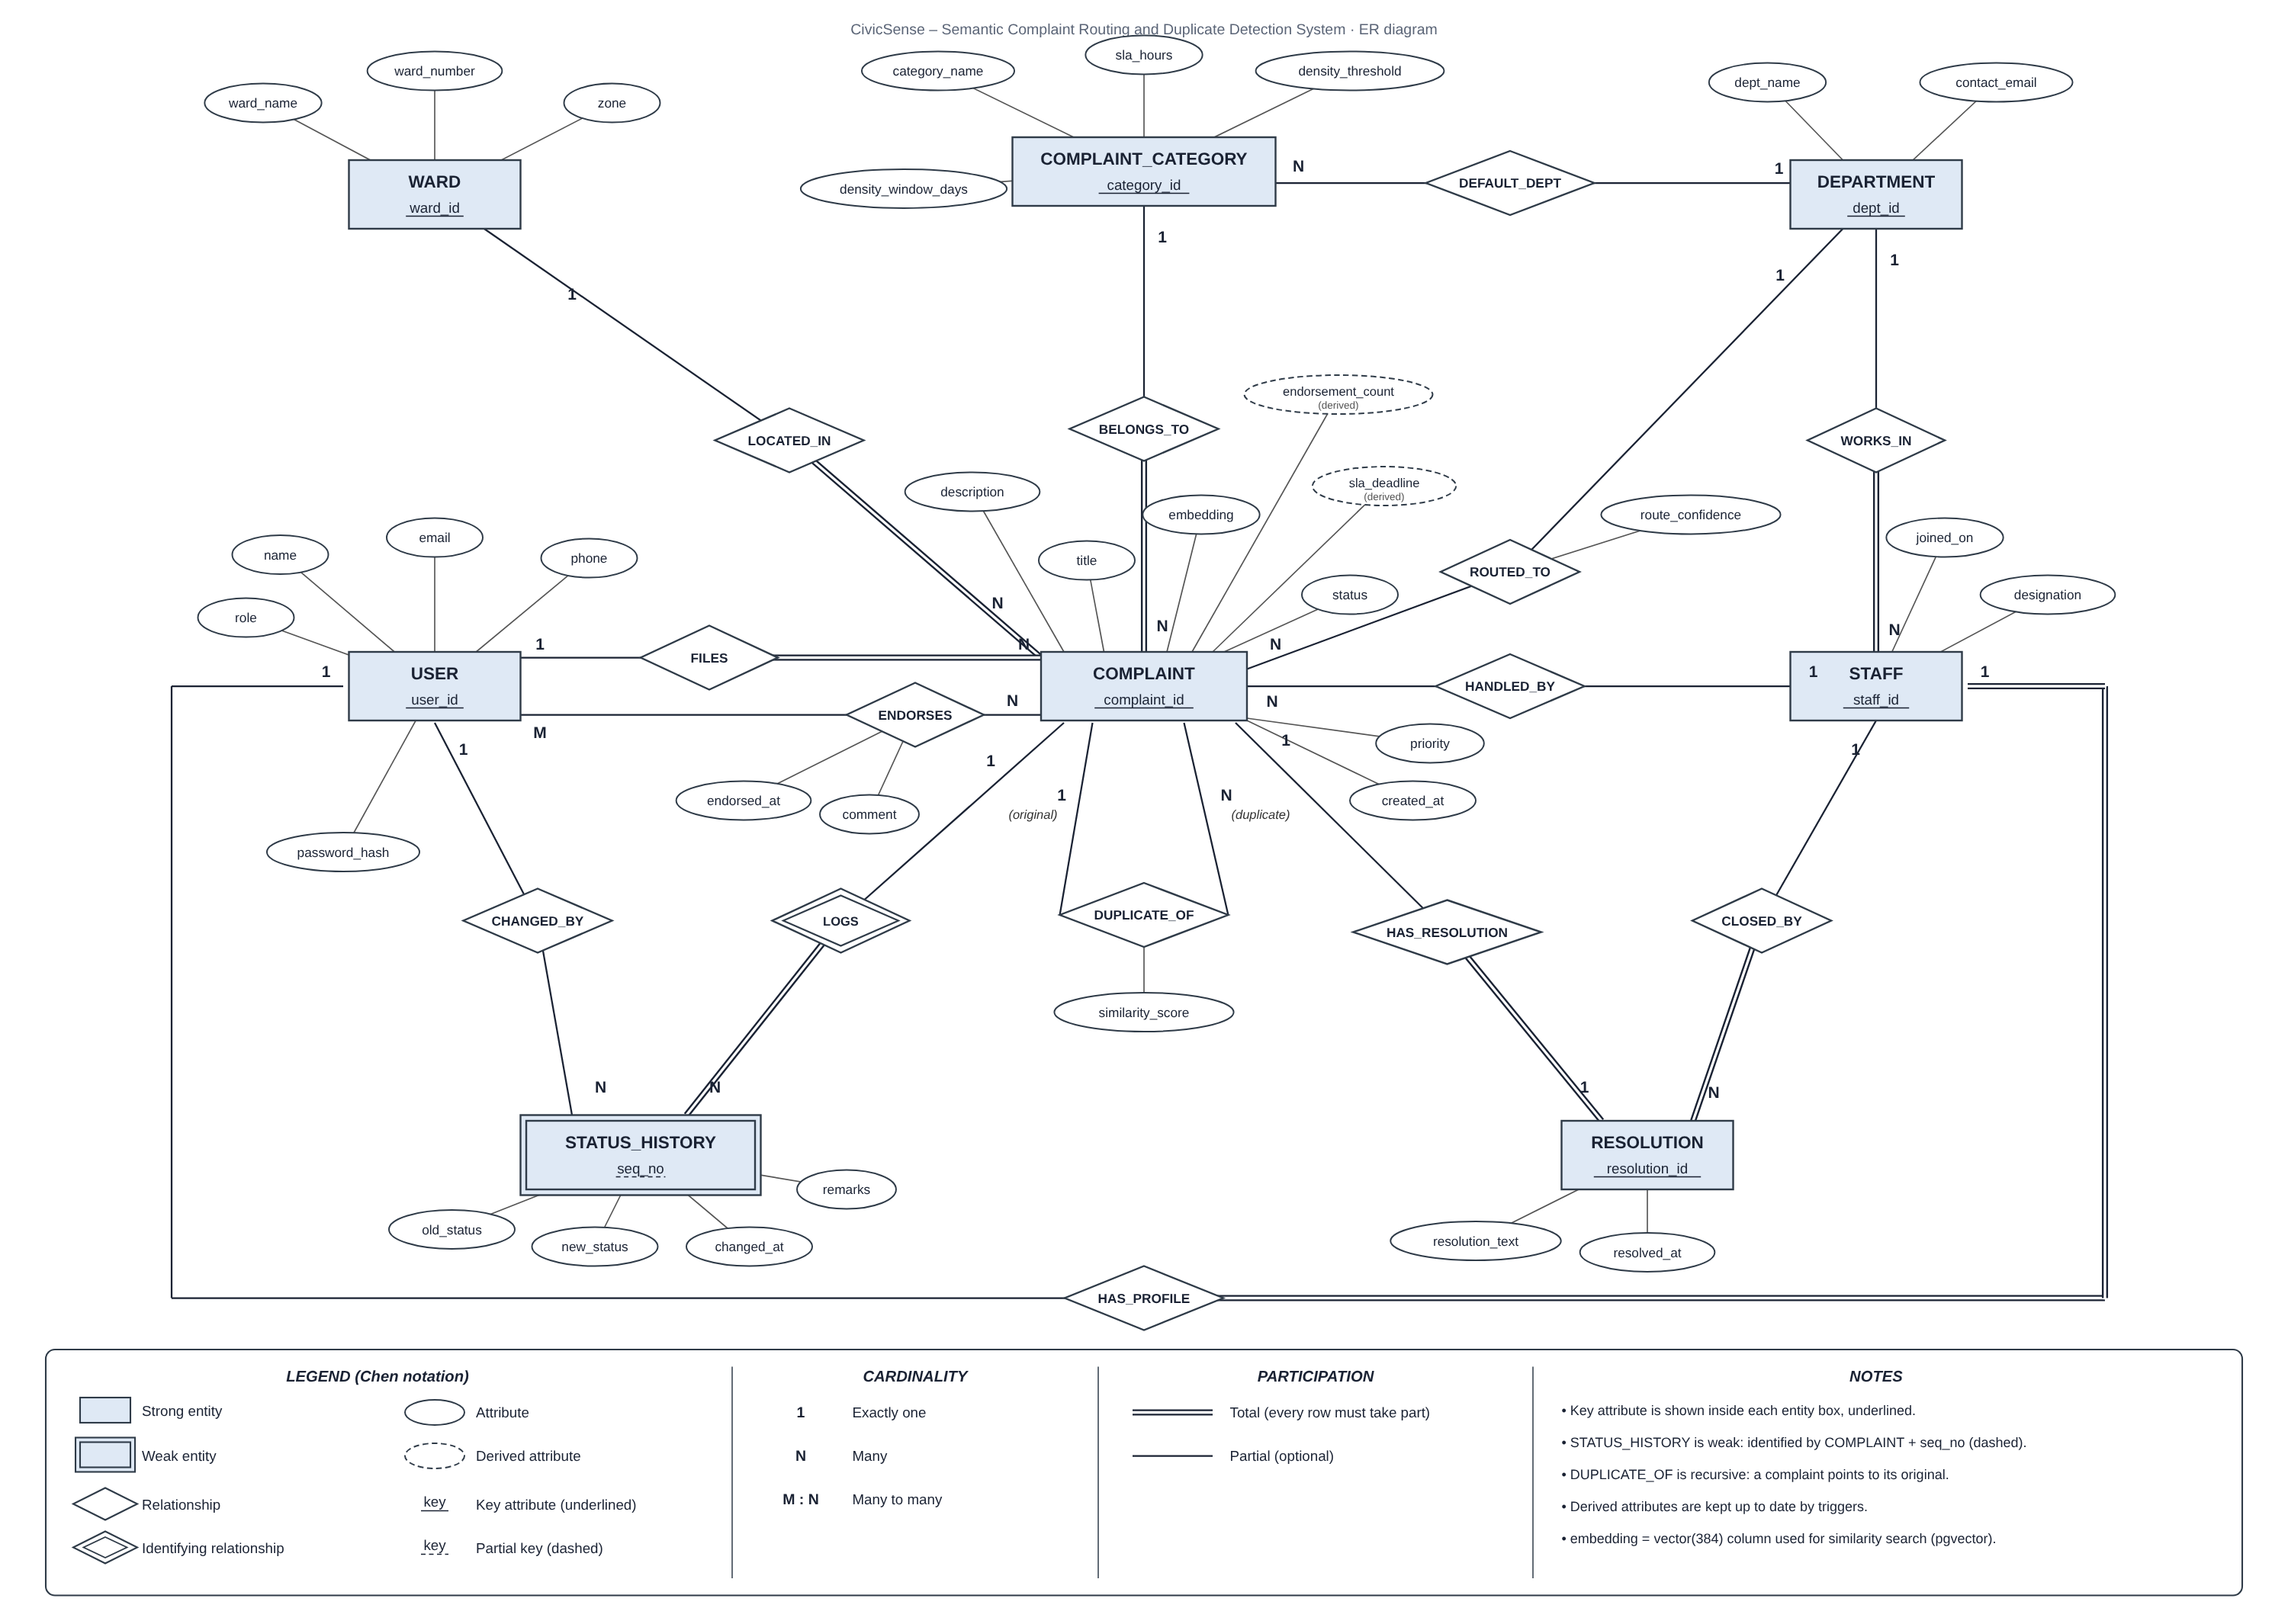 CivicSense – Semantic Complaint Routing and Duplicate Detection System · ER diagram
ward_name
ward_number
zone
WARD
ward_id
category_name
sla_hours
density_threshold
density_window_days
COMPLAINT_CATEGORY
category_id
N
DEFAULT_DEPT
1
dept_name
contact_email
DEPARTMENT
dept_id
1
1
1
1
LOCATED_IN
BELONGS_TO
endorsement_count
(derived)
sla_deadline
(derived)
WORKS_IN
description
embedding
title
status
ROUTED_TO
route_confidence
joined_on
designation
name
email
phone
role
N
N
N
N
N
1
USER
user_id
1
FILES
COMPLAINT
complaint_id
HANDLED_BY
1
STAFF
staff_id
1
M
ENDORSES
N
N
1
endorsed_at
comment
password_hash
1
1
(original)
N
(duplicate)
1
priority
created_at
1
CHANGED_BY
LOGS
DUPLICATE_OF
similarity_score
HAS_RESOLUTION
CLOSED_BY
N
N
1
N
STATUS_HISTORY
seq_no
remarks
old_status
new_status
changed_at
RESOLUTION
resolution_id
resolution_text
resolved_at
HAS_PROFILE
LEGEND (Chen notation)
Strong entity
Weak entity
Relationship
Identifying relationship
Attribute
Derived attribute
key
Key attribute (underlined)
key
Partial key (dashed)
CARDINALITY
1
Exactly one
N
Many
M : N
Many to many
PARTICIPATION
Total (every row must take part)
Partial (optional)
NOTES
• Key attribute is shown inside each entity box, underlined.
• STATUS_HISTORY is weak: identified by COMPLAINT + seq_no (dashed).
• DUPLICATE_OF is recursive: a complaint points to its original.
• Derived attributes are kept up to date by triggers.
• embedding = vector(384) column used for similarity search (pgvector).